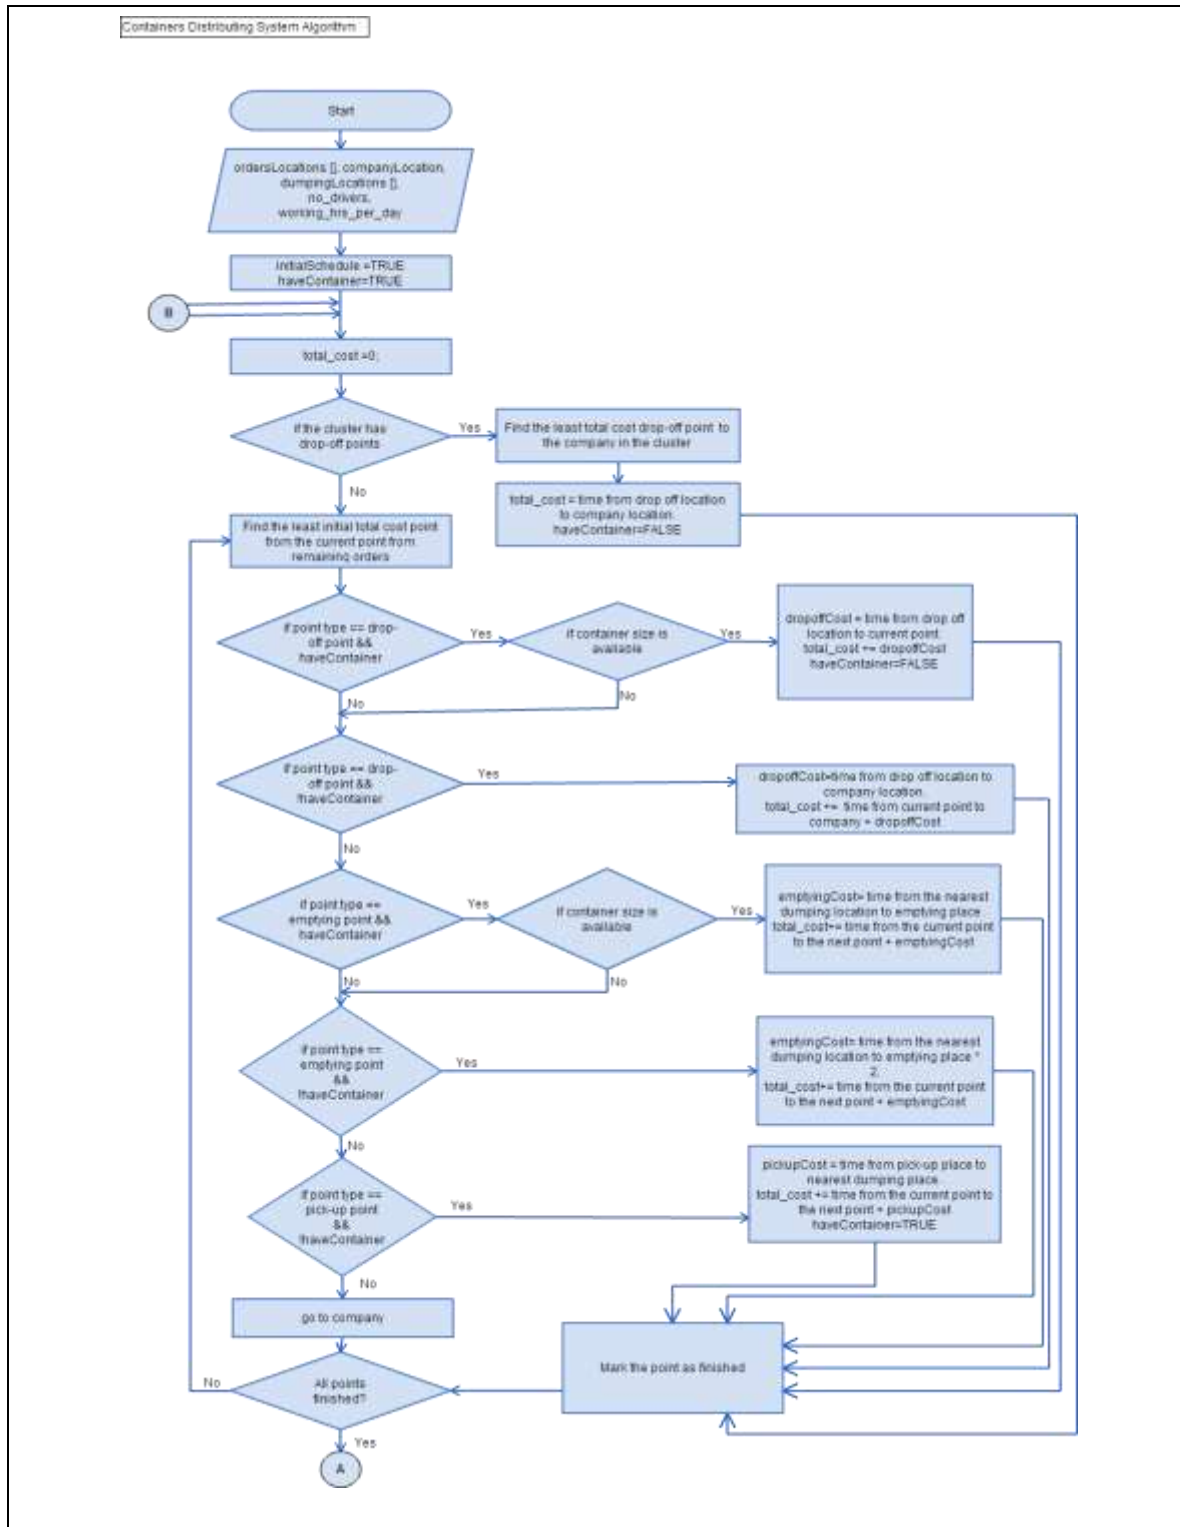 Containers Distributing System Algorithm
Start
ordersLocations [], companyLocation,
dumpingLocations [],
no_drivers,
working_hrs_per_day
initialSchedule =TRUE
haveContainer=TRUE
B
total_cost =0;
if the cluster has
drop-off points
Yes
Find the least total cost drop-off point to
the company in the cluster
No
total_cost = time from drop off location
to company location.
haveContainer=FALSE
Find the least initial total cost point
from the current point from
remaining orders
if point type == drop-
off point &&
haveContainer
Yes
if container size is
available
Yes
dropoffCost = time from drop off
location to current point.
total_cost += dropoffCost
haveContainer=FALSE
No
No
if point type == drop-
off point &&
!haveContainer
Yes
dropoffCost=time from drop off location to
company location.
total_cost += time from current point to
company + dropoffCost
No
if point type ==
emptying point &&
haveContainer
Yes
if container size is
available
Yes
emptyingCost= time from the nearest
dumping location to emptying place
total_cost+= time from the current point
to the next point + emptyingCost
No
No
if point type ==
emptying point
&&
!haveContainer
Yes
emptyingCost= time from the nearest
dumping location to emptying place *
2.
total_cost+= time from the current point
to the next point + emptyingCost
No
if point type ==
pick-up point
&&
!haveContainer
Yes
pickupCost = time from pick-up place to
nearest dumping place.
total_cost += time from the current point to
the next point + pickupCost
haveContainer=TRUE
No
go to company
Mark the point as finished
All points
finished?
No
Yes
A